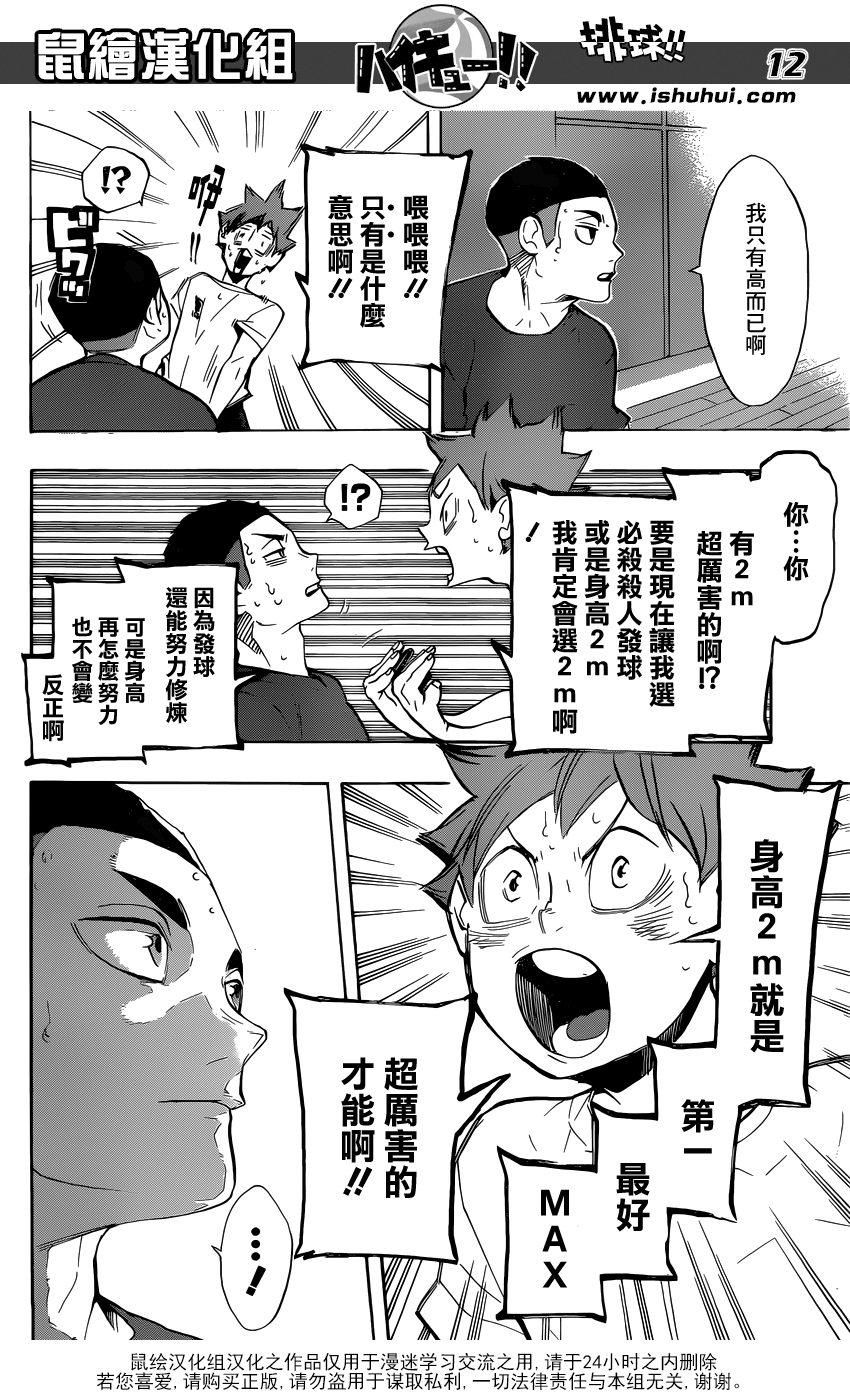 鼠繪漢化組
ハイキュー!!
排球!!
12
www.ishuhui.com
我只有高而已啊
喂喂喂!!
只有是什麼
意思啊!!
咿
!?
ビクッ
你…你
有2m
超厲害的啊!?
要是現在讓我選
必殺殺人發球
或是身高2m
我肯定會選2m啊
!
!?
因為發球
還能努力修煉
可是身高
再怎麼努力
也不會變
反正啊
身高2m就是
第一
最好
MAX
超厲害的
才能啊!!
…!
鼠绘汉化组汉化之作品仅用于漫迷学习交流之用,请于24小时之内删除
若您喜爱,请购买正版,请勿盗用于谋取私利,一切法律责任与本组无关,谢谢。